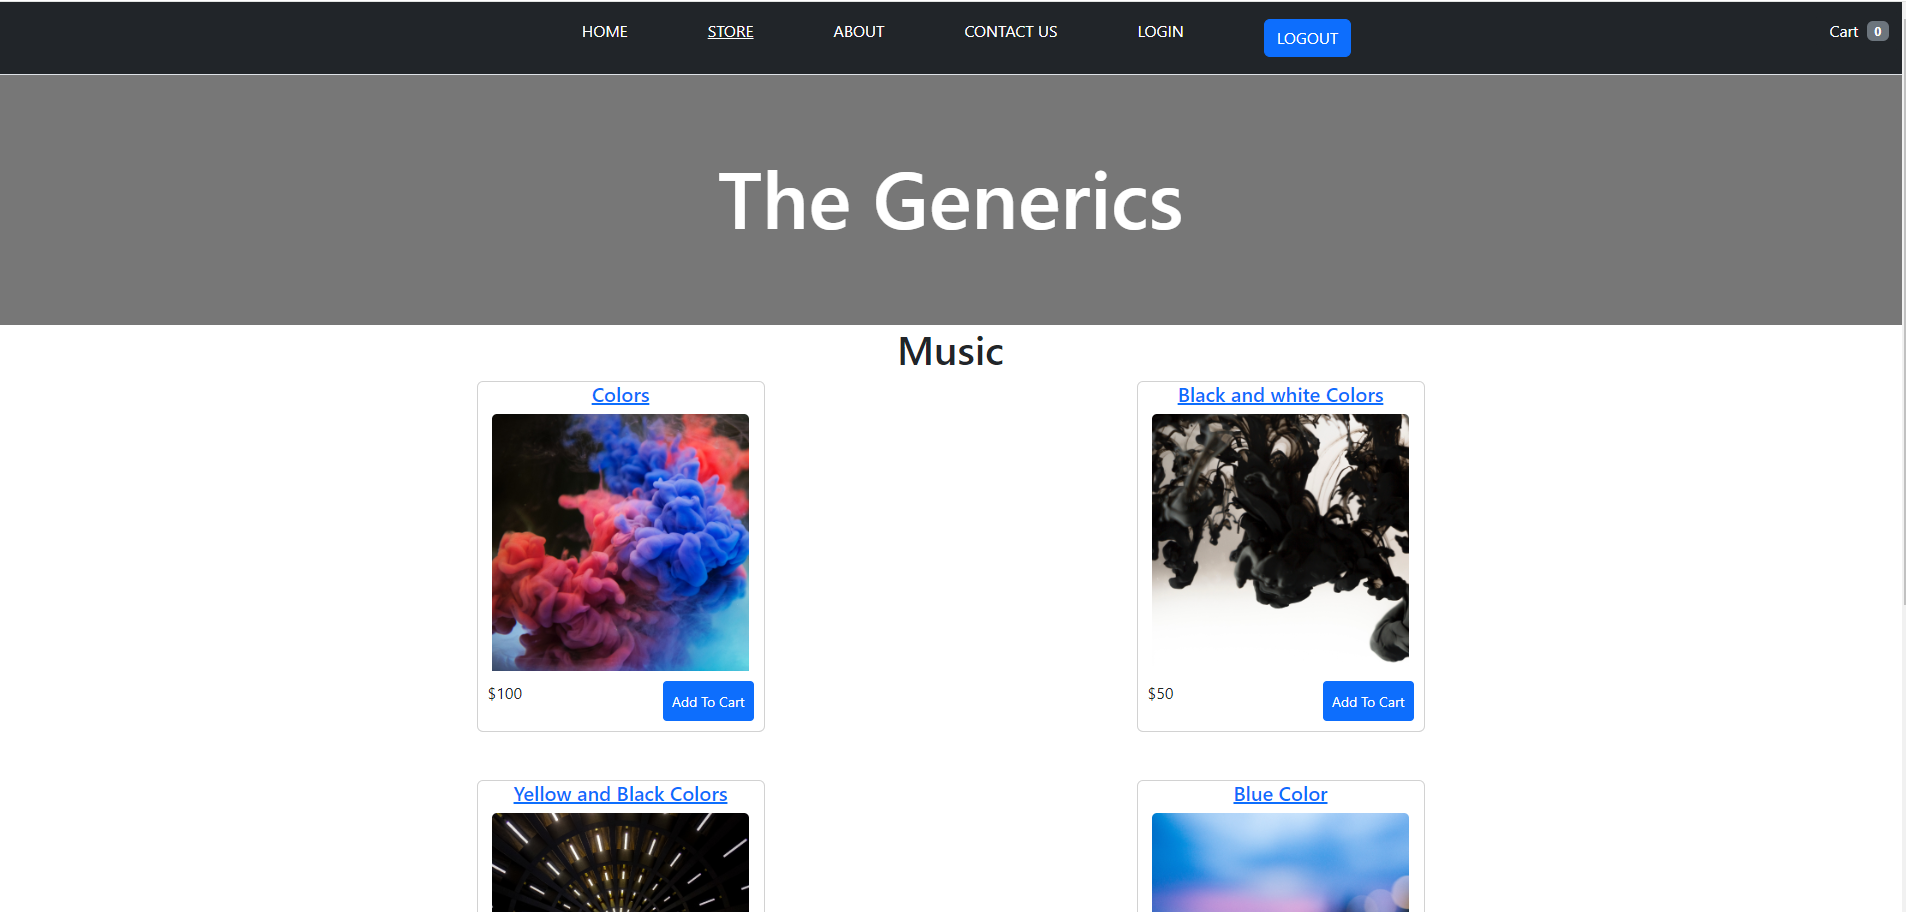 HOME STORE ABOUT CONTACT US LOGIN LOGOUT Cart 0
The Generics
Music
Colors
Black and white Colors
$100 Add To Cart
$50 Add To Cart
Yellow and Black Colors
Blue Color